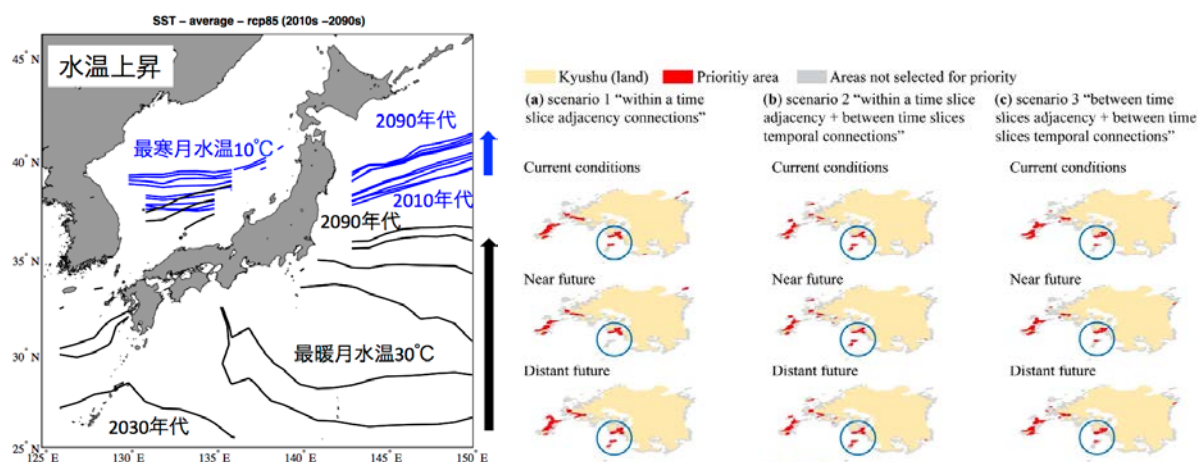 SST − average − rcp85 (2010s −2090s)
水温上昇
45° N
40° N
35° N
30° N
25° N
125° E
130° E
135° E
140° E
145° E
150° E
2090年代
最寒月水温10℃
2010年代
2090年代
最暖月水温30℃
2030年代
Kyushu (land)
Prioritiy area
Areas not selected for priority
(a) scenario 1 “within a time
slice adjacency connections”
(b) scenario 2 “within a time slice
adjacency + between time slices
temporal connections”
(c) scenario 3 “between time
slices adjacency + between time
slices temporal connections”
Current conditions
Current conditions
Current conditions
Near future
Near future
Near future
Distant future
Distant future
Distant future